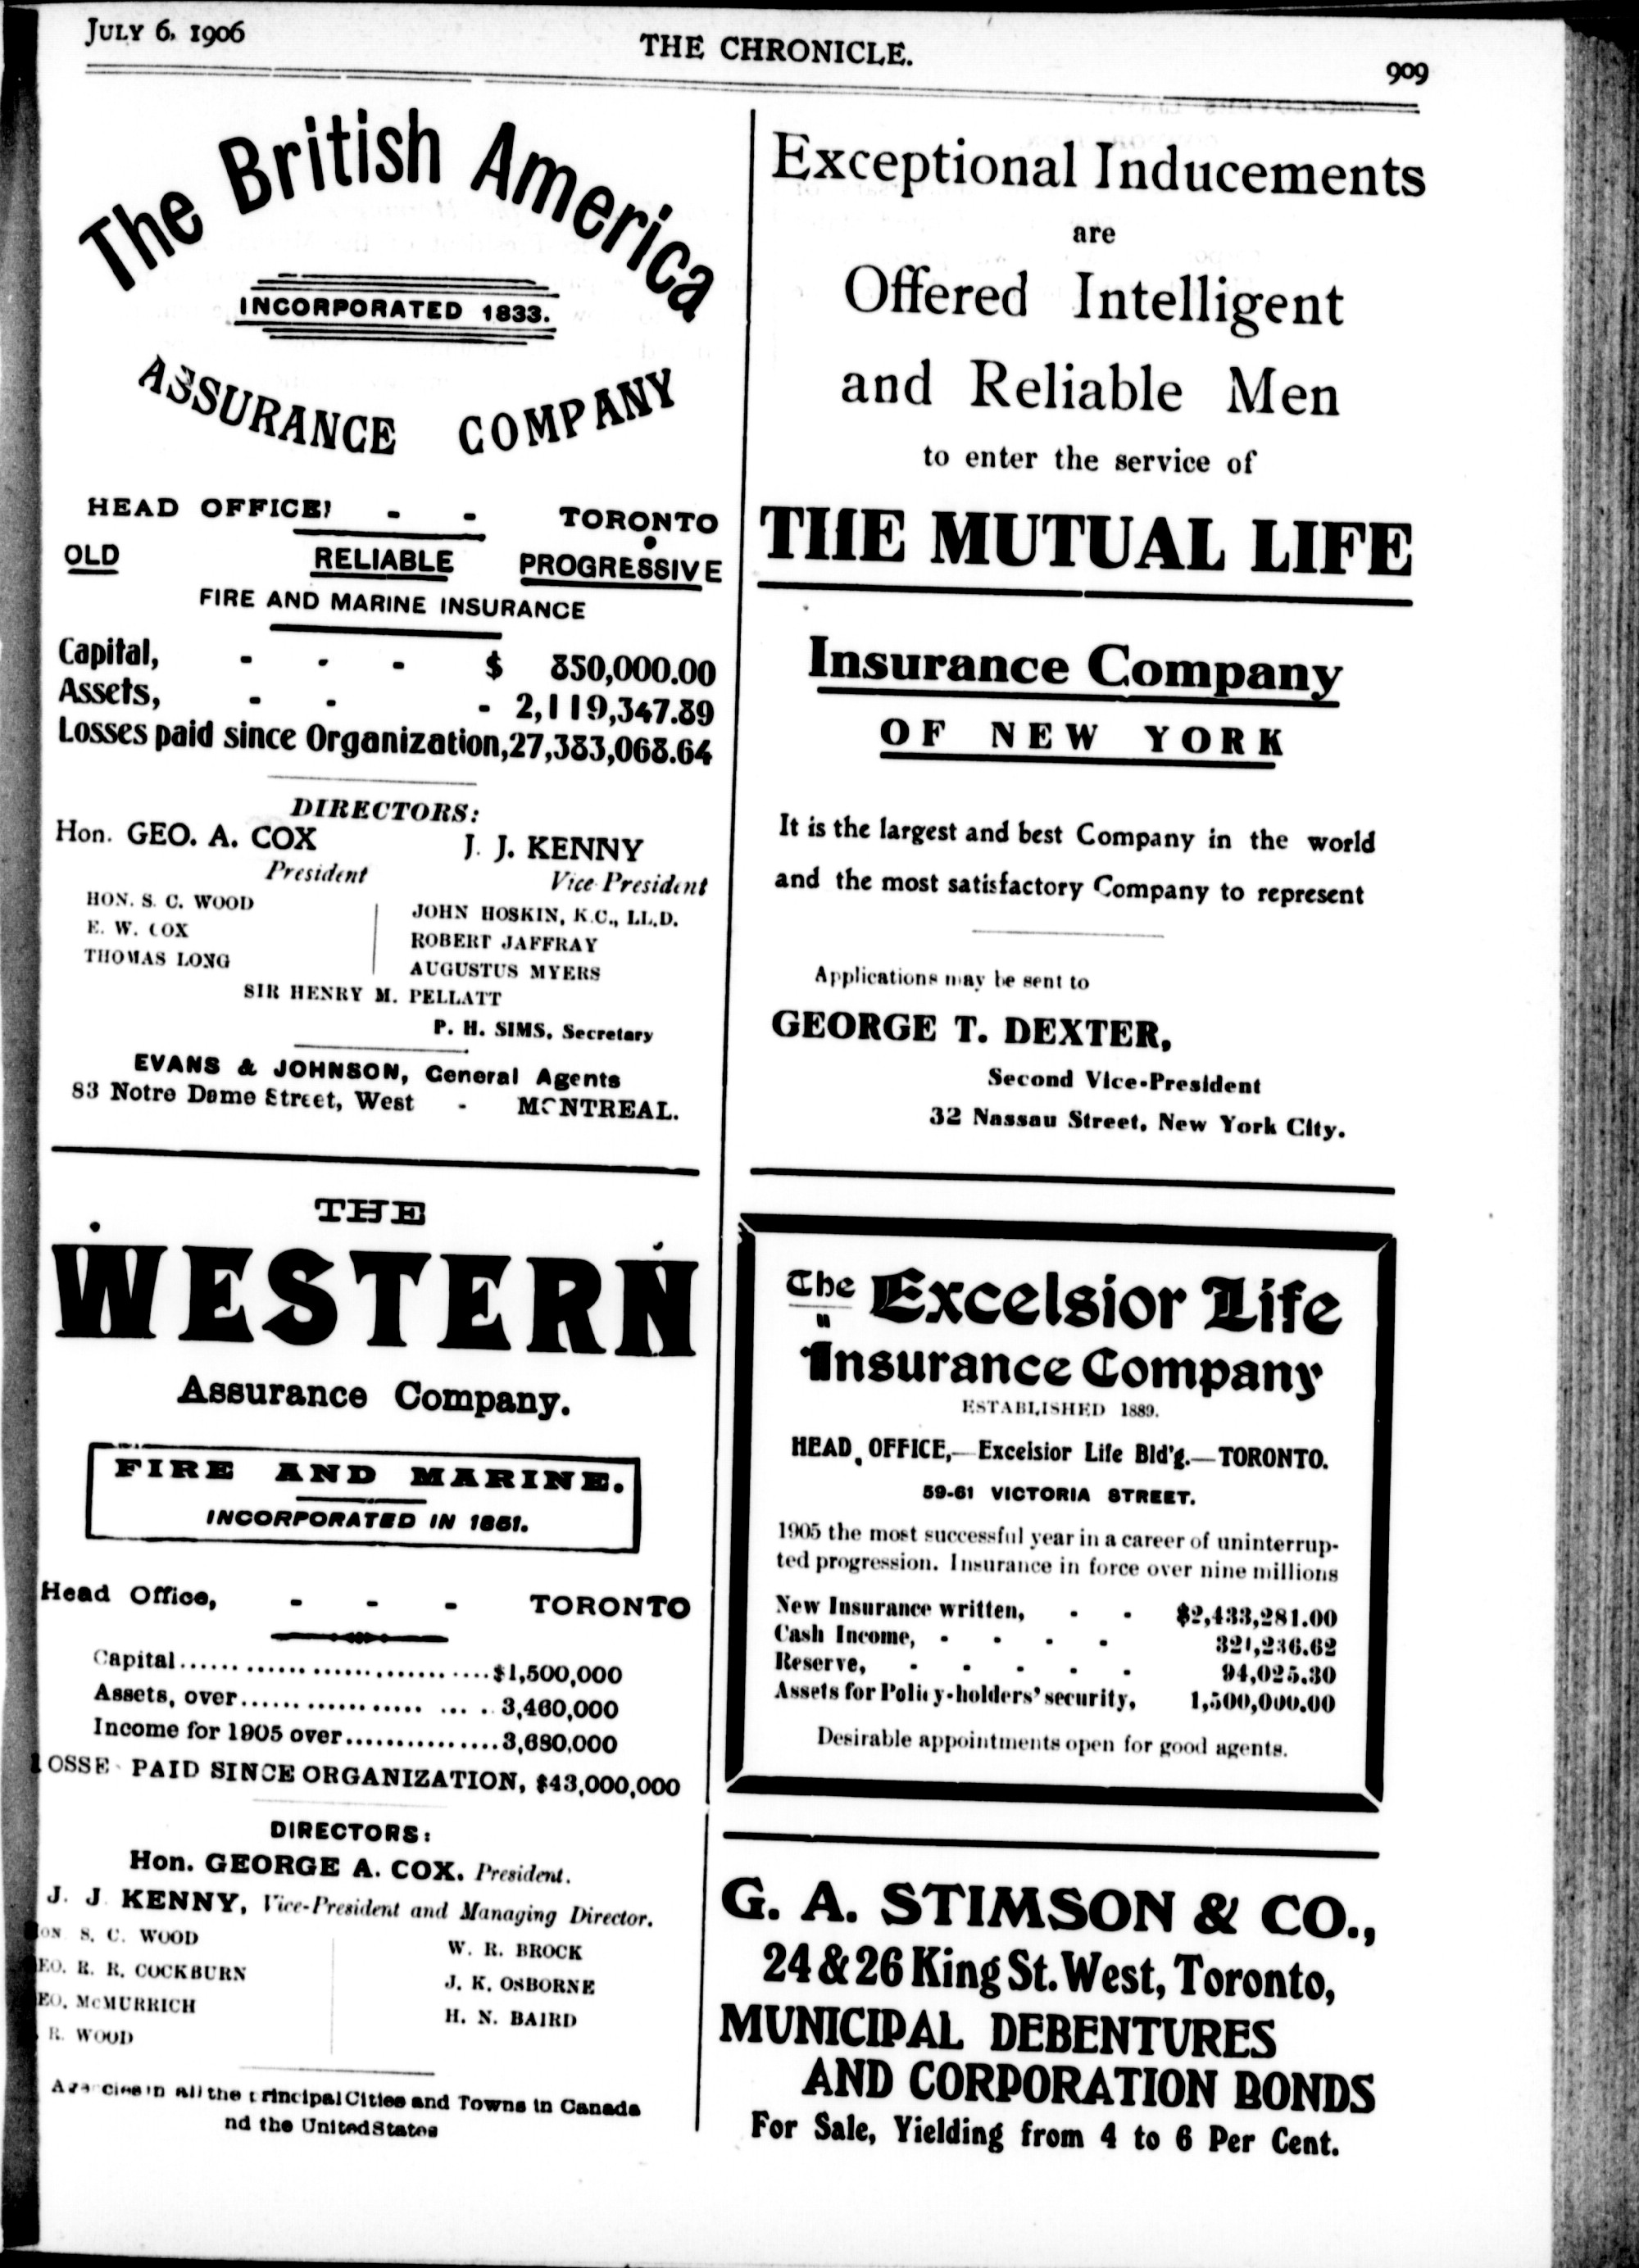 JULY 6, 1906
THE CHRONICLE.
909
The British America
INCORPORATED 1833.
ASSURANCE COMPANY
HEAD OFFICE! - - TORONTO
OLD RELIABLE PROGRESSIVE
FIRE AND MARINE INSURANCE
Capital, - - - $ 850,000.00
Assets, - - - 2,119,347.89
Losses paid since Organization, 27,383,068.64
DIRECTORS:
Hon. GEO. A. COX J. J. KENNY
President Vice President
HON. S. C. WOOD JOHN HOSKIN, K.C., LL.D.
E. W. COX ROBERT JAFFRAY
THOMAS LONG AUGUSTUS MYERS
SIR HENRY M. PELLATT
P. H. SIMS, Secretary
EVANS & JOHNSON, General Agents
83 Notre Dame Street, West - MONTREAL.
THE
WESTERN
Assurance Company.
FIRE AND MARINE.
INCORPORATED IN 1851.
Head Office, - - - TORONTO
Capital....................................$1,500,000
Assets, over............................3,460,000
Income for 1905 over................3,680,000
LOSSE PAID SINCE ORGANIZATION, $43,000,000
DIRECTORS:
Hon. GEORGE A. COX, President.
J. J KENNY, Vice-President and Managing Director.
HON S. C. WOOD W. R. BROCK
GEO. R. R. COCKBURN J. K. OSBORNE
GEO. McMURRICH H. N. BAIRD
R. WOOD
Agencies in all the principal Cities and Towns in Canada
nd the United States
Exceptional Inducements
are
Offered Intelligent
and Reliable Men
to enter the service of
THE MUTUAL LIFE
Insurance Company
OF NEW YORK
It is the largest and best Company in the world
and the most satisfactory Company to represent
Applications may be sent to
GEORGE T. DEXTER,
Second Vice-President
32 Nassau Street, New York City.
The Excelsior Life
Insurance Company
ESTABLISHED 1889.
HEAD OFFICE,— Excelsior Life Bld'g.—TORONTO.
59-61 VICTORIA STREET.
1905 the most successful year in a career of uninterrup-
ted progression. Insurance in force over nine millions
New Insurance written, - - $2,433,281.00
Cash Income, - - - - 321,236.62
Reserve, - - - - - 94,025.30
Assets for Policy-holders' security, 1,500,000.00
Desirable appointments open for good agents.
G. A. STIMSON & CO.,
24 & 26 King St. West, Toronto,
MUNICIPAL DEBENTURES
AND CORPORATION BONDS
For Sale, Yielding from 4 to 6 Per Cent.